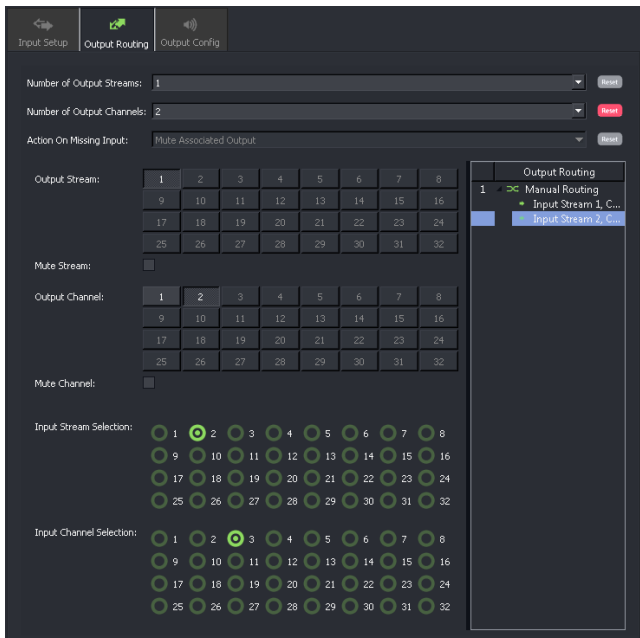 Input Setup
Output Routing
Output Config
Number of Output Streams: 1 Reset
Number of Output Channels: 2 Reset
Action On Missing Input: Mute Associated Output Reset
Output Stream:
1 2 3 4 5 6 7 8
9 10 11 12 13 14 15 16
17 18 19 20 21 22 23 24
25 26 27 28 29 30 31 32
Mute Stream:
Output Channel:
1 2 3 4 5 6 7 8
9 10 11 12 13 14 15 16
17 18 19 20 21 22 23 24
25 26 27 28 29 30 31 32
Mute Channel:
Input Stream Selection:
1 2 3 4 5 6 7 8
9 10 11 12 13 14 15 16
17 18 19 20 21 22 23 24
25 26 27 28 29 30 31 32
Input Channel Selection:
1 2 3 4 5 6 7 8
9 10 11 12 13 14 15 16
17 18 19 20 21 22 23 24
25 26 27 28 29 30 31 32
Output Routing
1 Manual Routing
Input Stream 1, C...
Input Stream 2, C...